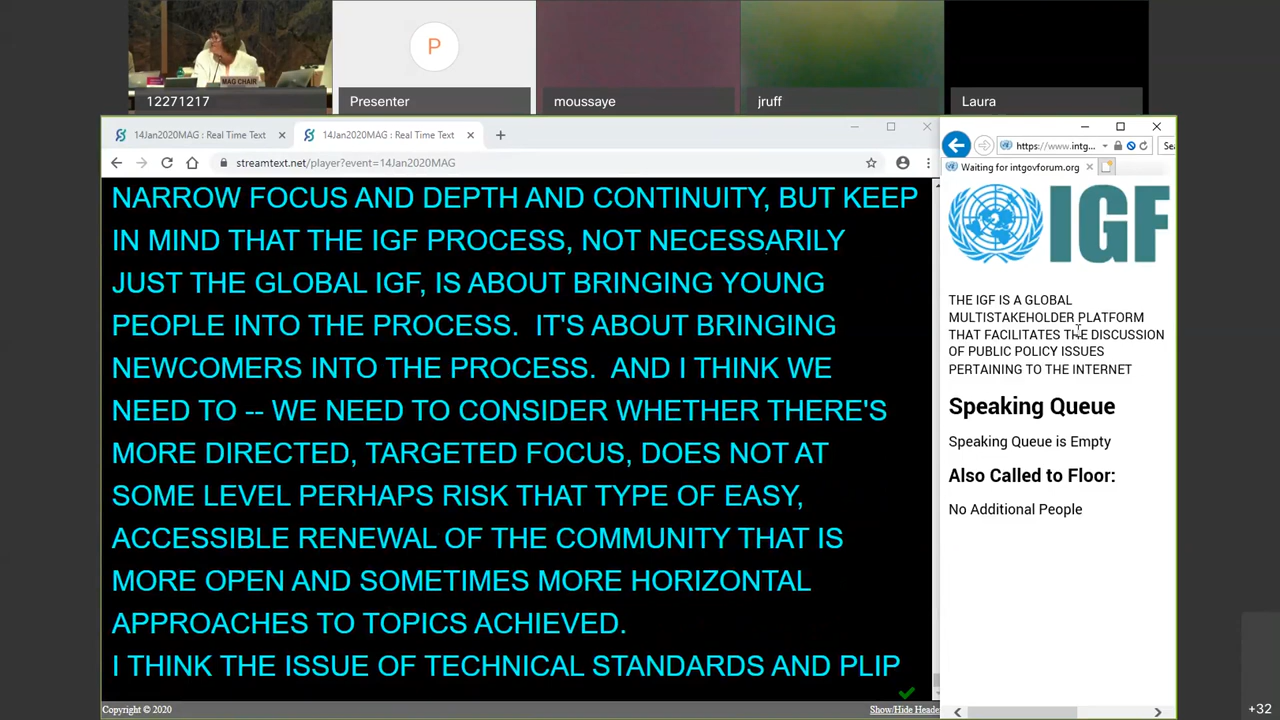 MAG CHAIR
P
12271217
Presenter
moussaye
jruff
Laura
14Jan2020MAG : Real Time Text
14Jan2020MAG : Real Time Text
streamtext.net/player?event=14Jan2020MAG
NARROW FOCUS AND DEPTH AND CONTINUITY, BUT KEEP
IN MIND THAT THE IGF PROCESS, NOT NECESSARILY
JUST THE GLOBAL IGF, IS ABOUT BRINGING YOUNG
PEOPLE INTO THE PROCESS. IT'S ABOUT BRINGING
NEWCOMERS INTO THE PROCESS. AND I THINK WE
NEED TO -- WE NEED TO CONSIDER WHETHER THERE'S
MORE DIRECTED, TARGETED FOCUS, DOES NOT AT
SOME LEVEL PERHAPS RISK THAT TYPE OF EASY,
ACCESSIBLE RENEWAL OF THE COMMUNITY THAT IS
MORE OPEN AND SOMETIMES MORE HORIZONTAL
APPROACHES TO TOPICS ACHIEVED.
I THINK THE ISSUE OF TECHNICAL STANDARDS AND PLIP
Copyright © 2020
Show/Hide Heade
https://www.intg...
Sea
Waiting for intgovforum.org
IGF
THE IGF IS A GLOBAL
MULTISTAKEHOLDER PLATFORM
THAT FACILITATES THE DISCUSSION
OF PUBLIC POLICY ISSUES
PERTAINING TO THE INTERNET
Speaking Queue
Speaking Queue is Empty
Also Called to Floor:
No Additional People
+32